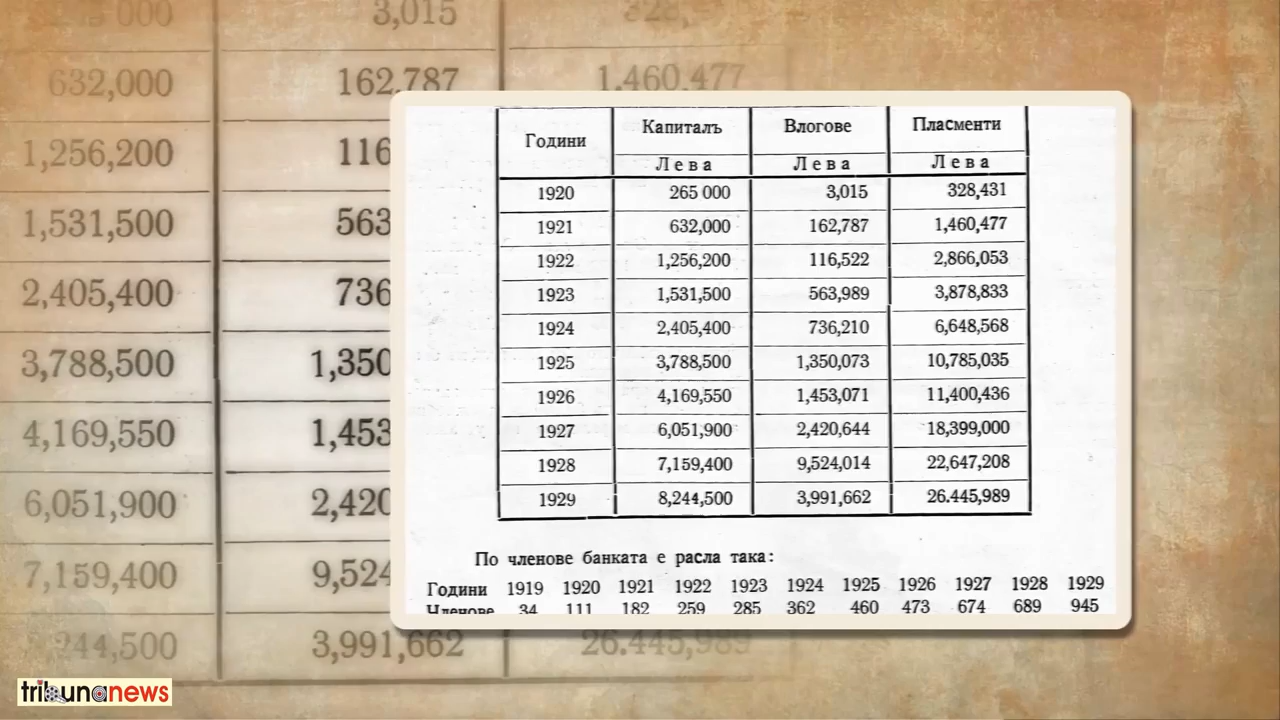 000 3,015 328,
632,000 162,787 1,460,477
1,256,200 116
1,531,500 563
2,405,400 736
3,788,500 1,350
4,169,550 1,453
6,051,900 2,420
7,159,400 9,524
244,500 3,991,662 26.445,989
Години Капиталъ Влогове Пласменти
Лева Лева Лева
1920 265 000 3,015 328,431
1921 632,000 162,787 1,460,477
1922 1,256,200 116,522 2,866,053
1923 1,531,500 563,989 3,878,833
1924 2,405,400 736,210 6,648,568
1925 3,788,500 1,350,073 10,785,035
1926 4,169,550 1,453,071 11,400,436
1927 6,051,900 2,420,644 18,399,000
1928 7,159,400 9,524,014 22,647,208
1929 8,244,500 3,991,662 26.445,989
По членове банката е расла така:
Години 1919 1920 1921 1922 1923 1924 1925 1926 1927 1928 1929
Членове 34 111 182 259 285 362 460 473 674 689 945
tribunanews